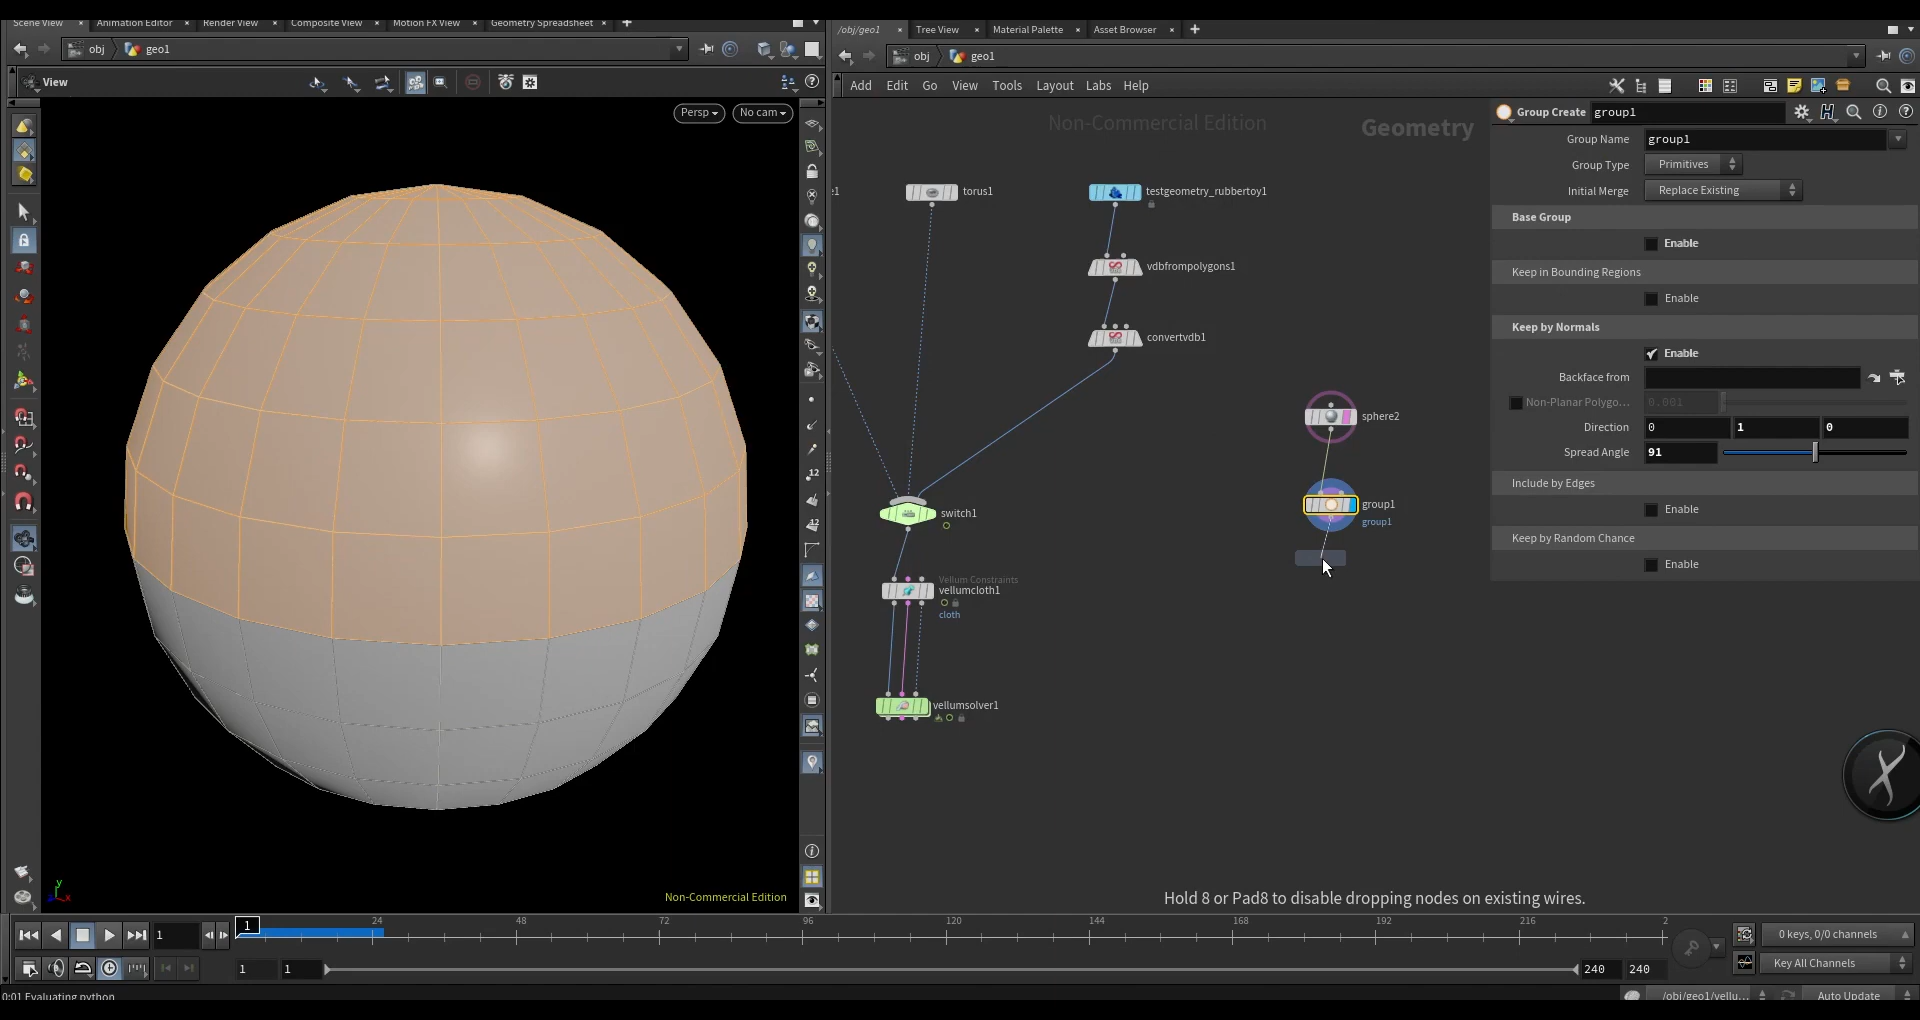 Scene View
Animation Editor
Render View
Composite View
Motion FX View
Geometry Spreadsheet
/obj/geo1
Tree View
Material Palette
Asset Browser
obj
geo1
obj
geo1
View
Add
Edit
Go
View
Tools
Layout
Labs
Help
Persp
No cam
Non-Commercial Edition
Geometry
Group Create
group1
Group Name
group1
Group Type
Primitives
Initial Merge
Replace Existing
Base Group
Enable
Keep in Bounding Regions
Enable
Keep by Normals
Enable
Backface from
Non-Planar Polygo...
0.001
Direction
0
1
0
Spread Angle
91
Include by Edges
Enable
Keep by Random Chance
Enable
torus1
testgeometry_rubbertoy1
vdbfrompolygons1
convertvdb1
sphere2
group1
group1
switch1
Vellum Constraints
vellumcloth1
cloth
vellumsolver1
12
12
Non-Commercial Edition
Hold 8 or Pad8 to disable dropping nodes on existing wires.
y
x
1
1
24
48
72
96
120
144
168
192
216
2
0 keys, 0/0 channels
1
1
240
240
Key All Channels
0:01 Evaluating python
/obj/geo1/vellu...
Auto Update